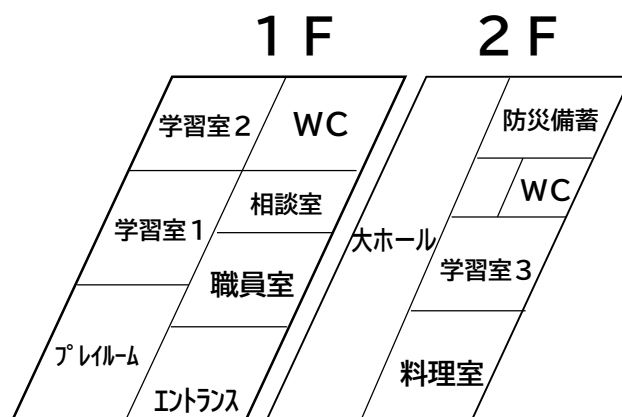 １Ｆ
学習室２
ＷＣ
相談室
学習室１
職員室
ﾌﾟﾚｲﾙｰﾑ
ｴﾝﾄﾗﾝｽ
２Ｆ
防災備蓄
ＷＣ
大ホール
学習室３
料理室